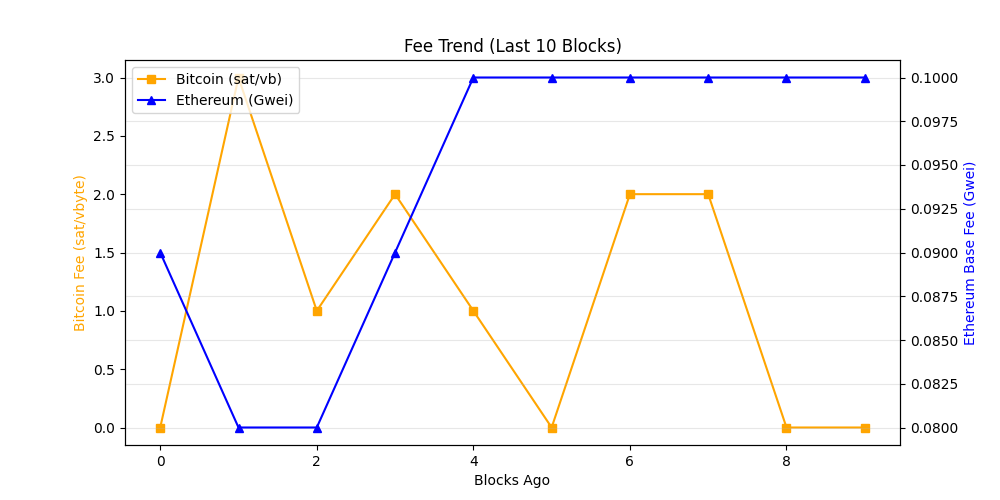 Fee Trend (Last 10 Blocks)
Bitcoin (sat/vb)
Ethereum (Gwei)
Bitcoin Fee (sat/vbyte)
3.0
2.5
2.0
1.5
1.0
0.5
0.0
0.1000
0.0975
0.0950
0.0925
0.0900
0.0875
0.0850
0.0825
0.0800
Ethereum Base Fee (Gwei)
0 2 4 6 8
Blocks Ago